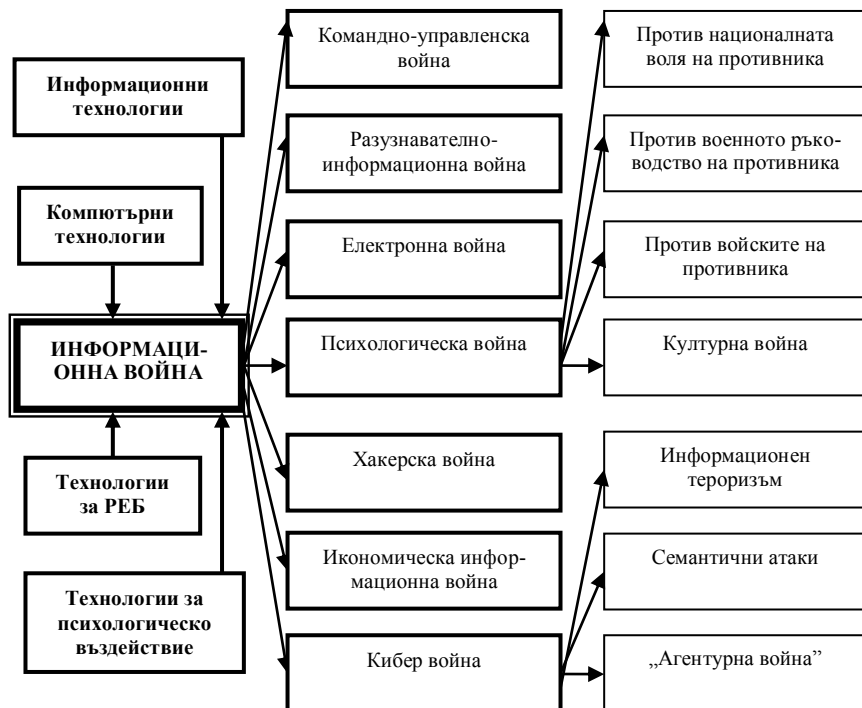 Информационни
технологии
Компютърни
технологии
ИНФОРМАЦИ-
ОННА ВОЙНА
Технологии
за РЕБ
Технологии за
психологическо
въздействие
Командно-управленска
война
Разузнавателно-
информационна война
Електронна война
Психологическа война
Хакерска война
Икономическа инфор-
мационна война
Кибер война
Против националната
воля на противника
Против военното ръко-
водство на противника
Против войските на
противника
Културна война
Информационен
тероризъм
Семантични атаки
„Агентурна война”